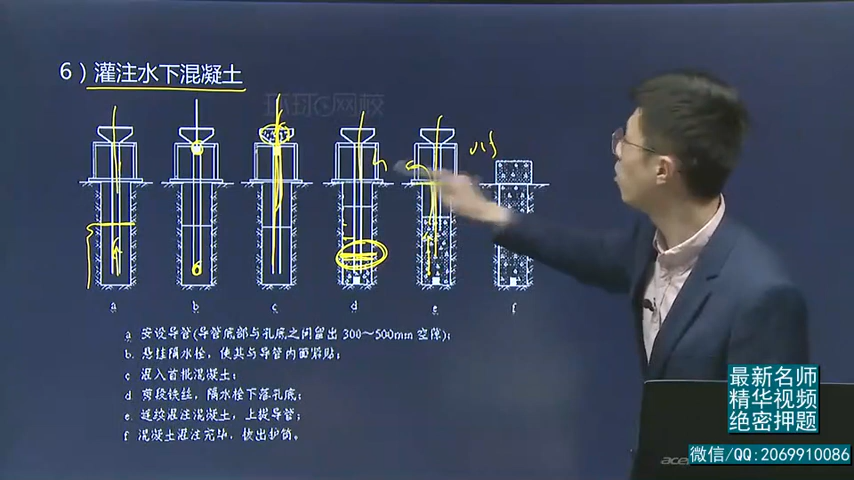 6）灌注水下混凝土
环球网校
a b c d e f
a 安设导管(导管底部与孔底之间留出300～500mm空隙);
b. 悬挂隔水栓，使其与导管内面紧贴;
c 灌入首批混凝土;
d 剪段铁丝，隔水栓下落孔底;
e. 连续灌注混凝土，上提导管;
f 混凝土灌注完毕，拔出护筒。
最新名师
精华视频
绝密押题
微信/QQ:2069910086
acer